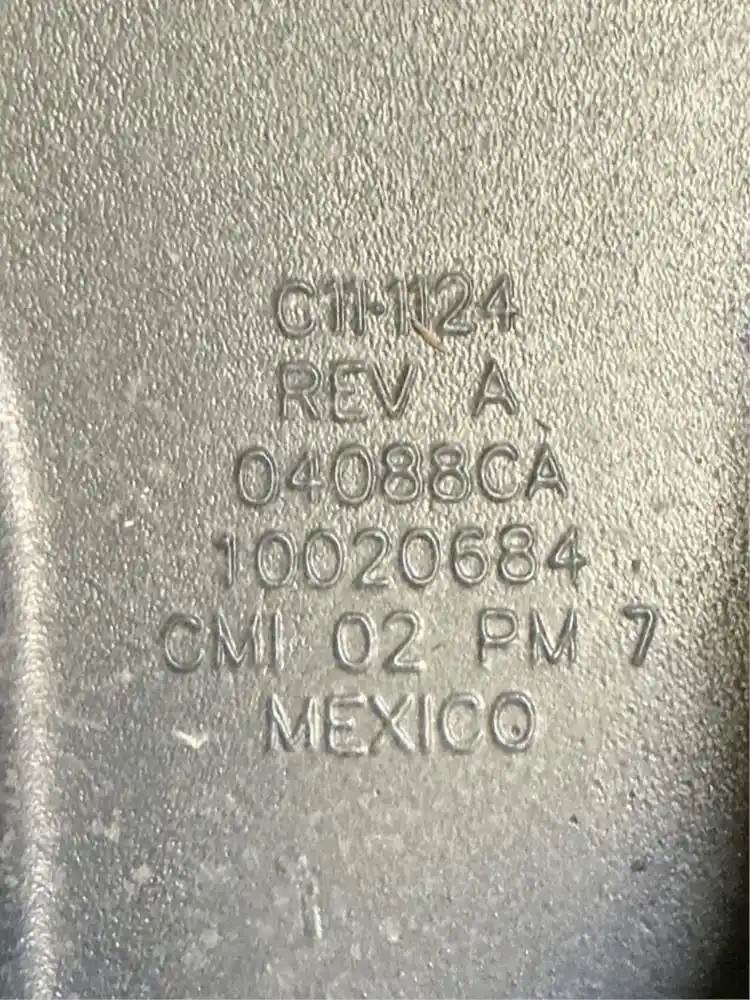 C11-1124
REV A
04088CA
10020684
CMI 02 PM 7
MEXICO